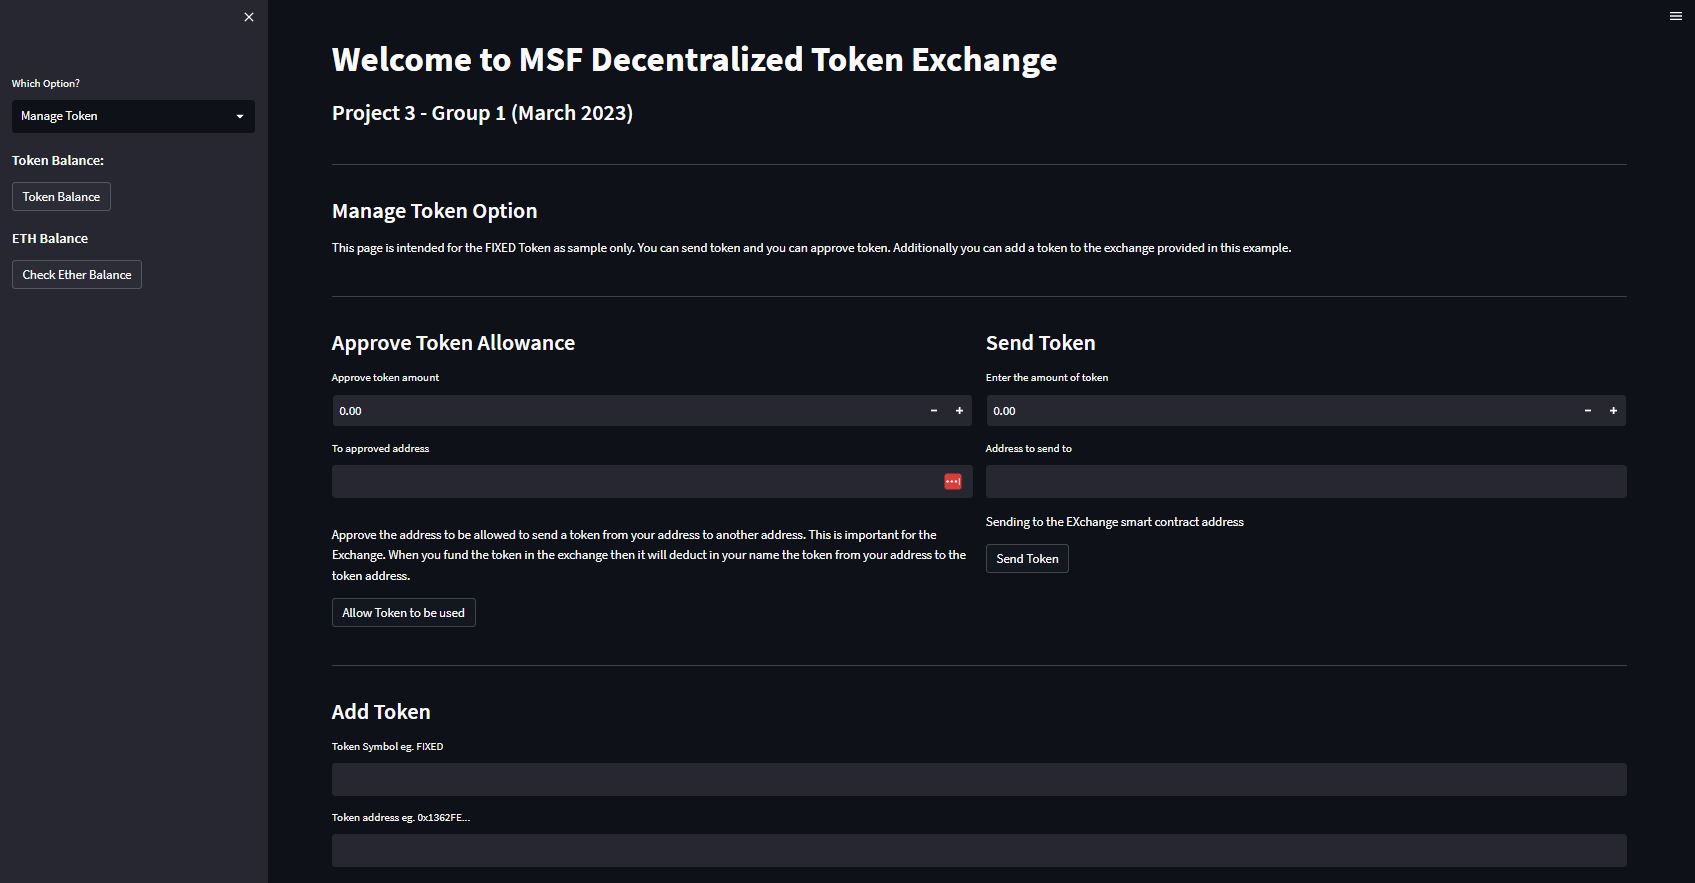 Which Option?
Manage Token
Token Balance:
Token Balance
ETH Balance
Check Ether Balance
Welcome to MSF Decentralized Token Exchange
Project 3 - Group 1 (March 2023)
Manage Token Option
This page is intended for the FIXED Token as sample only. You can send token and you can approve token. Additionally you can add a token to the exchange provided in this example.
Approve Token Allowance
Approve token amount
0.00
To approved address
Approve the address to be allowed to send a token from your address to another address. This is important for the
Exchange. When you fund the token in the exchange then it will deduct in your name the token from your address to the
token address.
Allow Token to be used
Send Token
Enter the amount of token
0.00
Address to send to
Sending to the EXchange smart contract address
Send Token
Add Token
Token Symbol eg. FIXED
Token address eg. 0x1362FE...